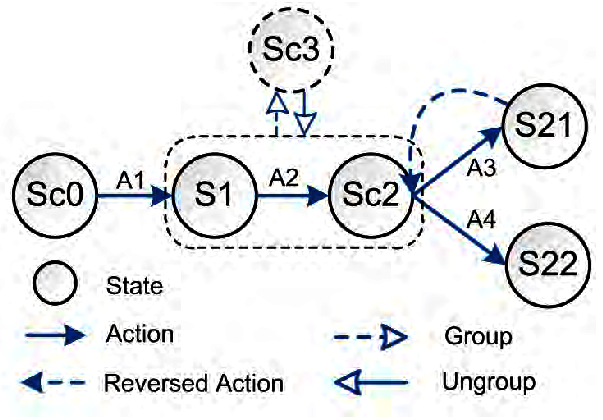 Sc3
Sc0
A1
S1
A2
Sc2
A3
S21
A4
S22
State
Action
Group
Reversed Action
Ungroup